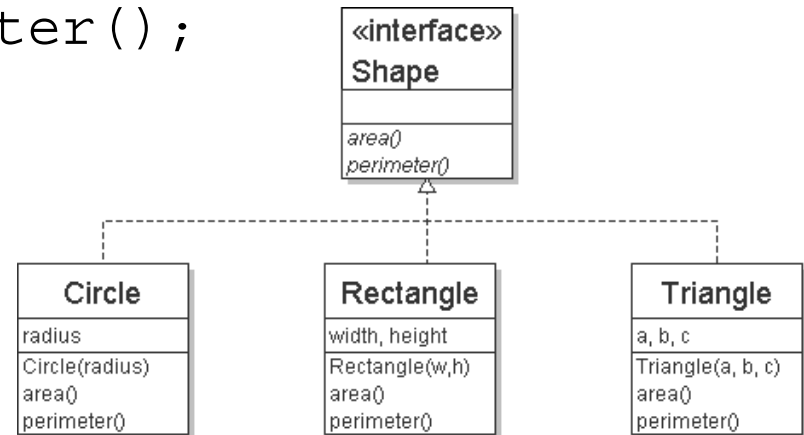 ter();
«interface»
Shape
area()
perimeter()
Circle
radius
Circle(radius)
area()
perimeter()
Rectangle
width, height
Rectangle(w,h)
area()
perimeter()
Triangle
a, b, c
Triangle(a, b, c)
area()
perimeter()